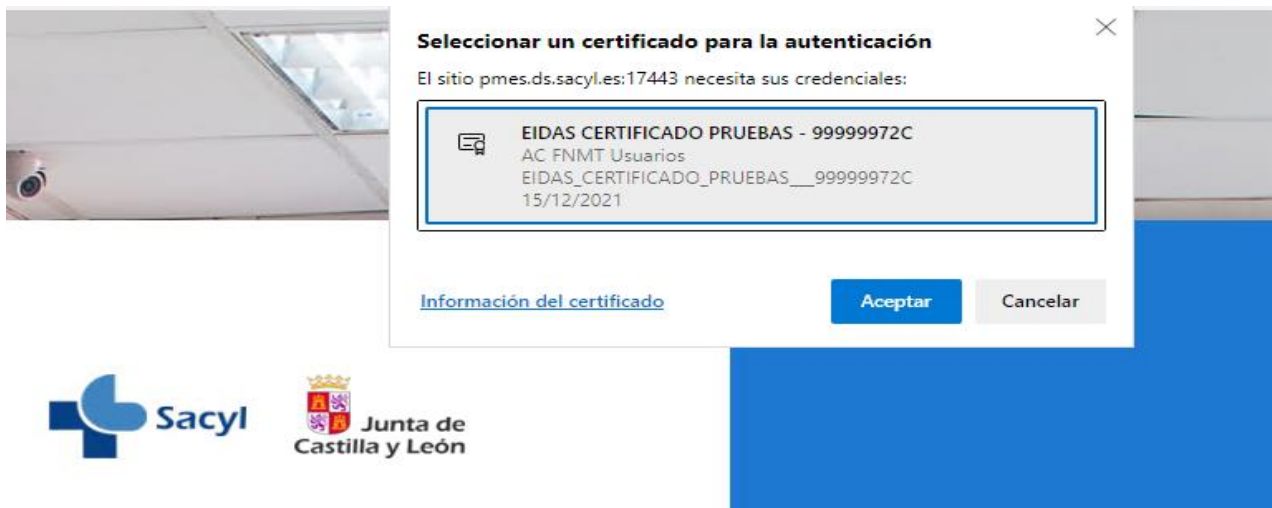 Seleccionar un certificado para la autenticación
El sitio pmes.ds.sacyl.es:17443 necesita sus credenciales:
EIDAS CERTIFICADO PRUEBAS - 99999972C
AC FNMT Usuarios
EIDAS_CERTIFICADO_PRUEBAS___99999972C
15/12/2021
Información del certificado
Aceptar
Cancelar
Sacyl
Junta de
Castilla y León